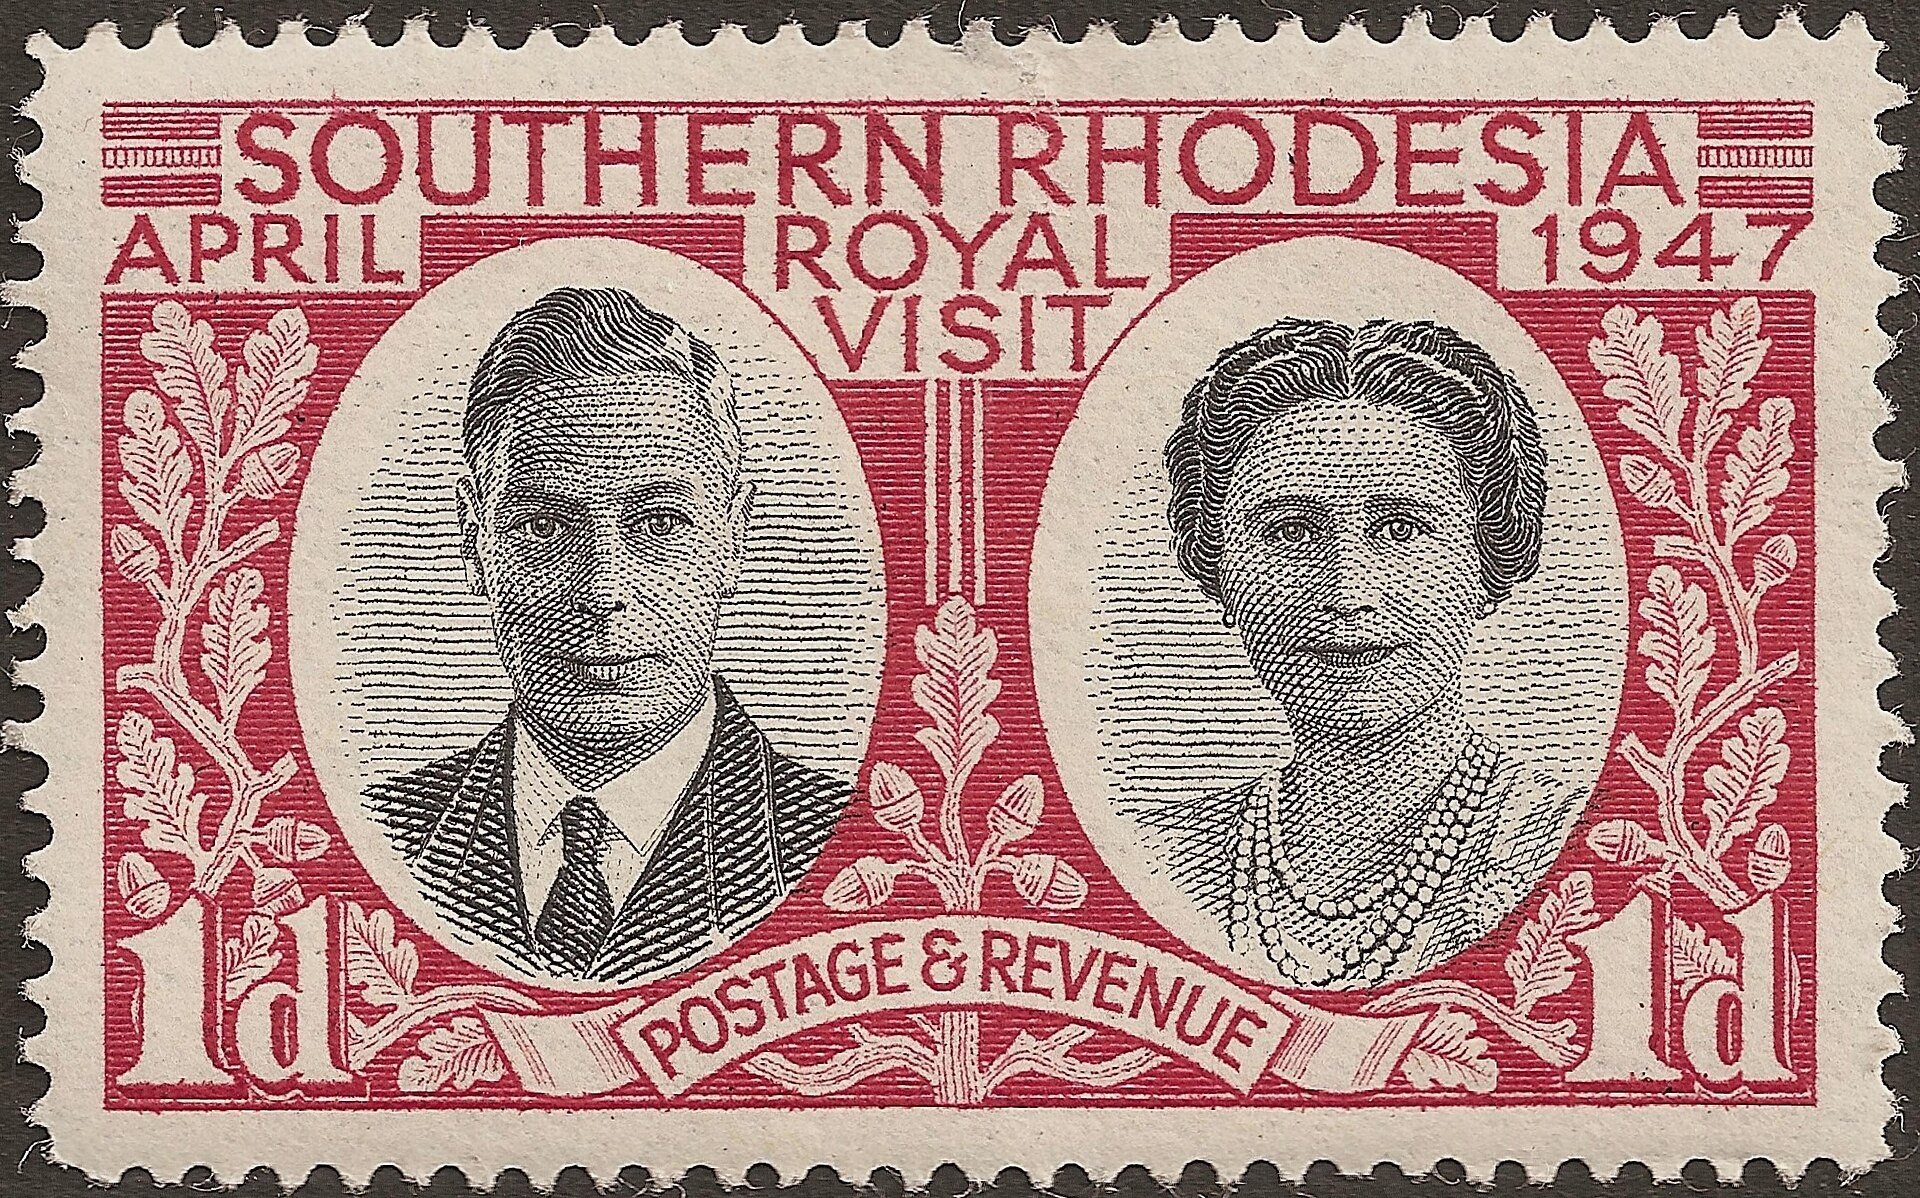 SOUTHERN RHODESIA
APRIL ROYAL 1947
VISIT
POSTAGE & REVENUE
1d 1d